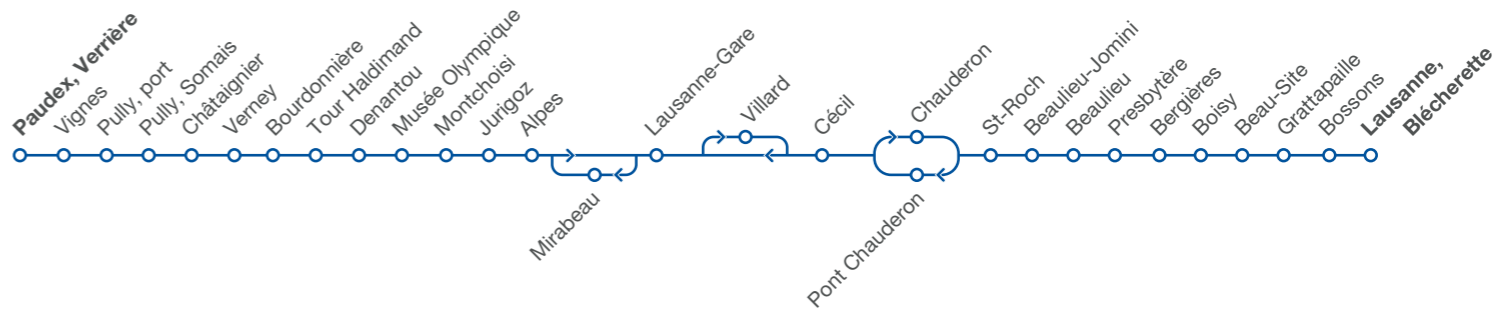 Paudex, Verrière
Vignes
Pully, port
Pully, Somais
Châtaignier
Verney
Bourdonnière
Tour Haldimand
Denantou
Musée Olympique
Montchoisi
Jurigoz
Alpes
Mirabeau
Lausanne-Gare
Villard
Cécil
Chauderon
Pont Chauderon
St-Roch
Beaulieu-Jomini
Beaulieu
Presbytère
Bergières
Boisy
Beau-Site
Grattapaille
Bossons
Lausanne,
Blécherette